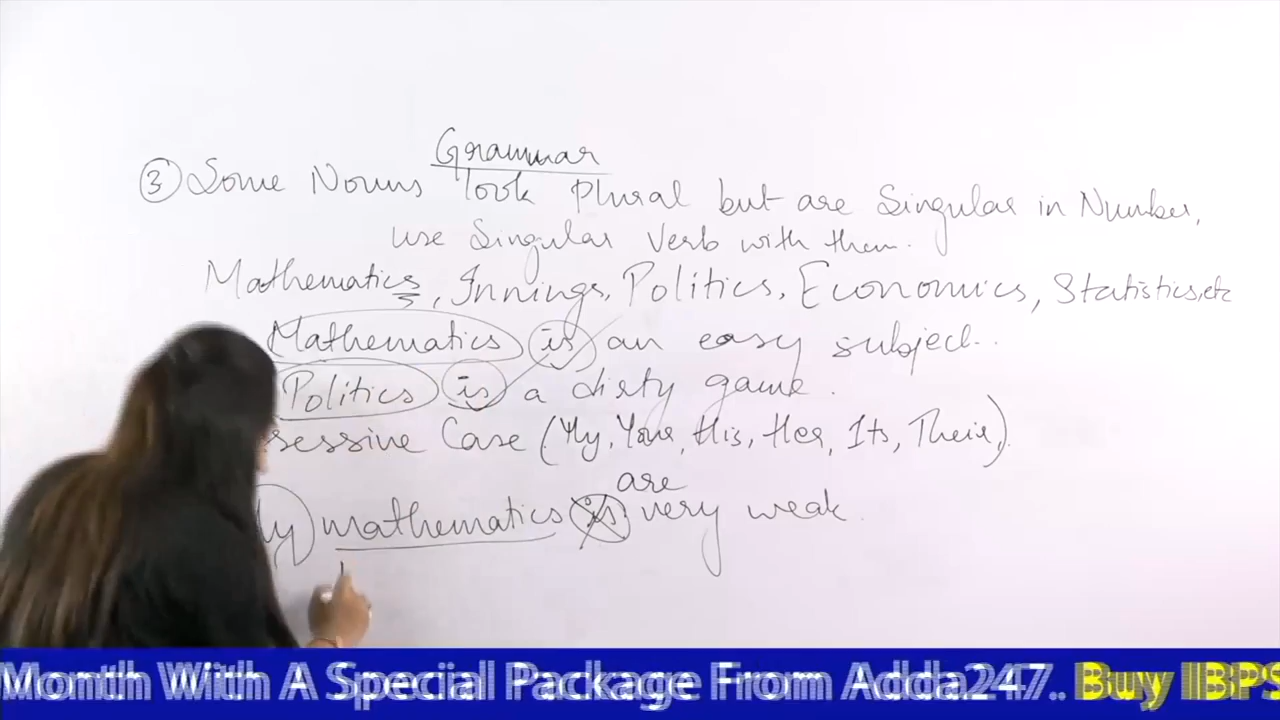 Grammar
③ Some Nouns look Plural but are Singular in Number,
use Singular Verb with them.
Mathematics, Innings, Politics, Economics, Statistics, etc
Mathematics is an easy subject.
Politics is a dirty game.
sessive Case (My, Your, His, Her, Its, Their,)
are
y mathematics is very weak.
Month With A Special Package From Adda247.. Buy IBPS